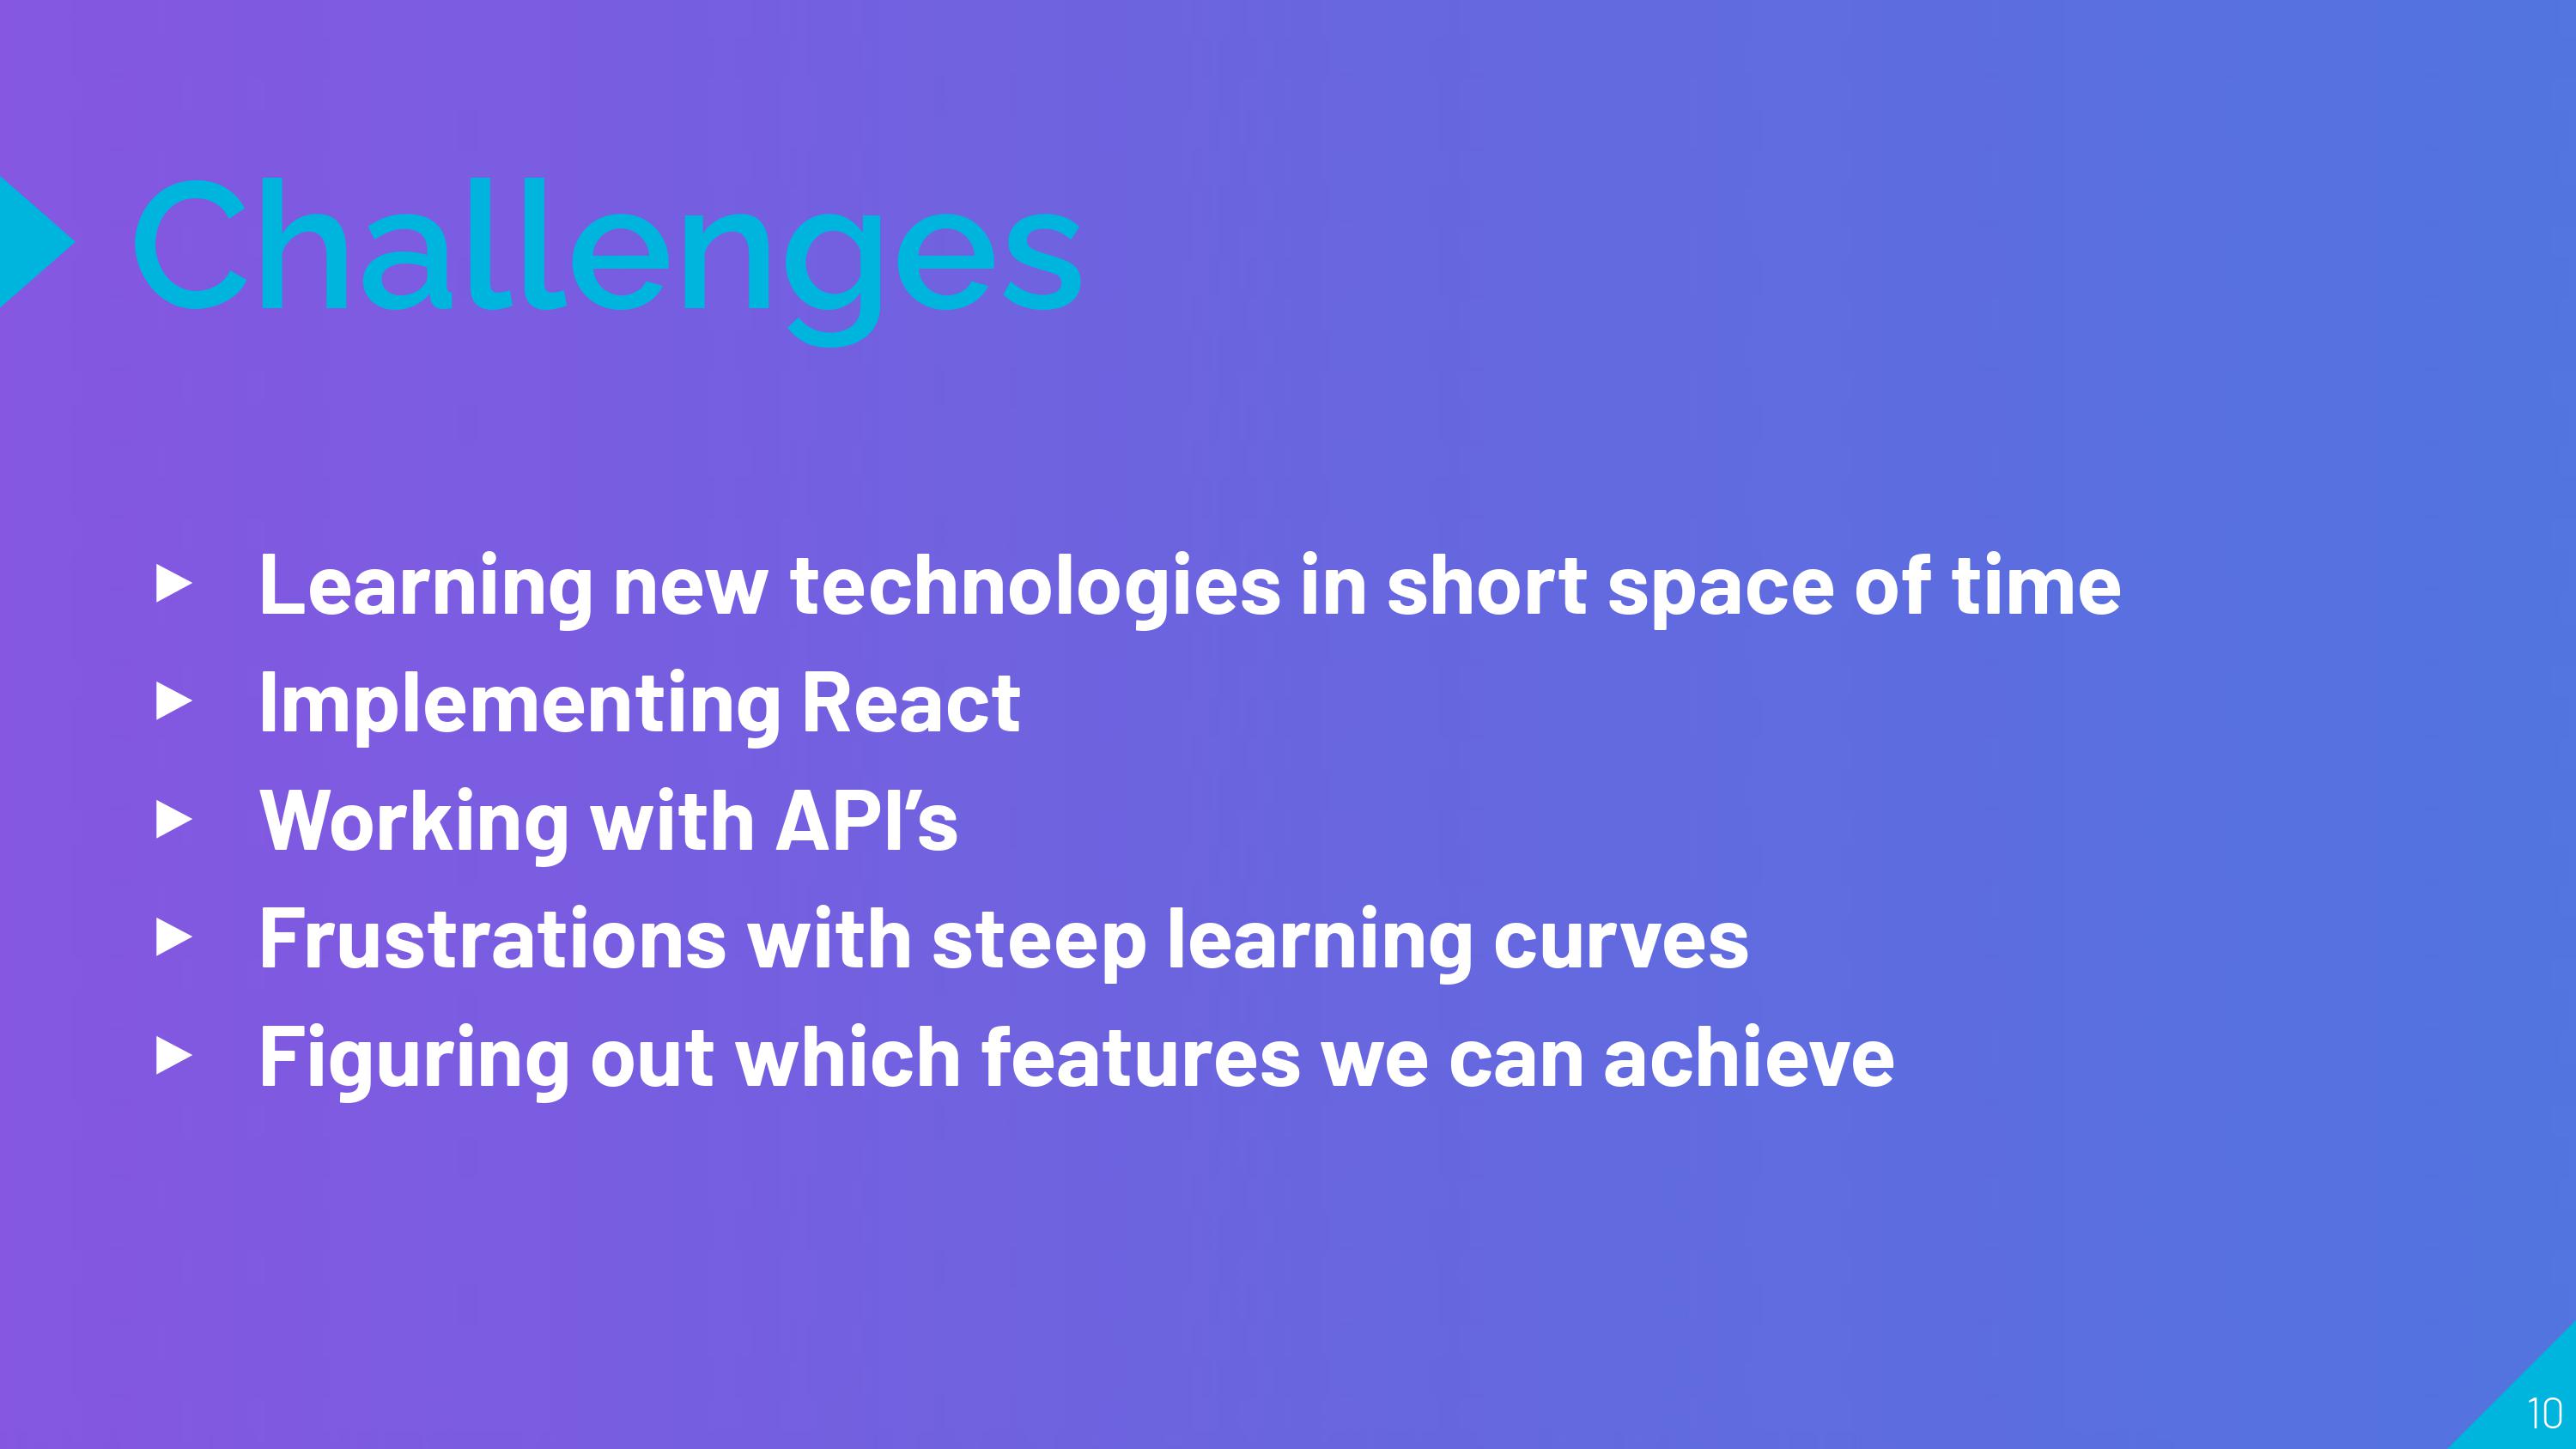 Challenges
Learning new technologies in short space of time
Implementing React
Working with API’s
Frustrations with steep learning curves
Figuring out which features we can achieve
10